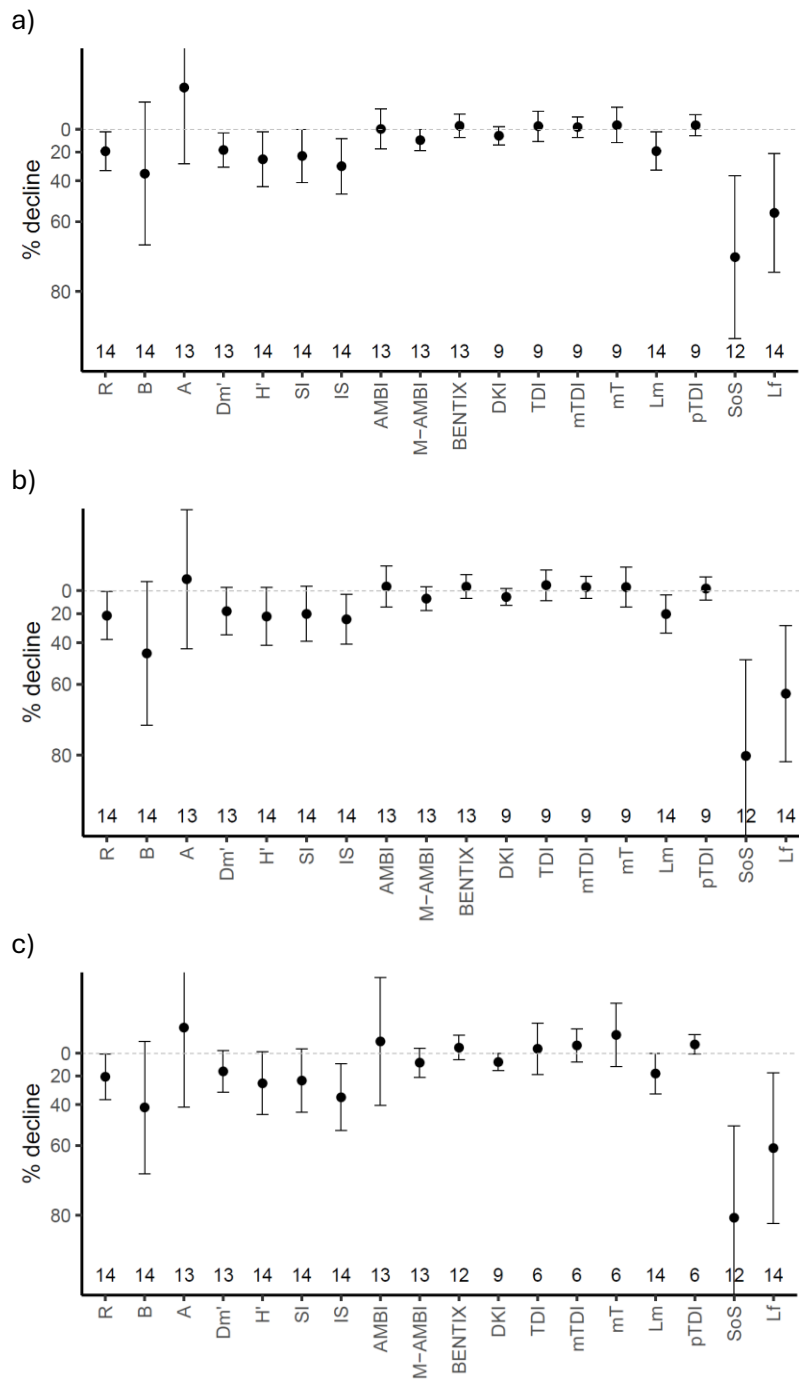 a)
% decline
0
20
40
60
80
14 14 13 13 14 14 14 13 13 13 9 9 9 9 14 9 12 14
R B A Dm' H' SI IS AMBI M−AMBI BENTIX DKI TDI mTDI mT Lm pTDI SoS Lf
b)
% decline
0
20
40
60
80
14 14 13 13 14 14 14 13 13 13 9 9 9 9 14 9 12 14
R B A Dm' H' SI IS AMBI M−AMBI BENTIX DKI TDI mTDI mT Lm pTDI SoS Lf
c)
% decline
0
20
40
60
80
14 14 13 13 14 14 14 13 13 12 9 6 6 6 14 6 12 14
R B A Dm' H' SI IS AMBI M−AMBI BENTIX DKI TDI mTDI mT Lm pTDI SoS Lf